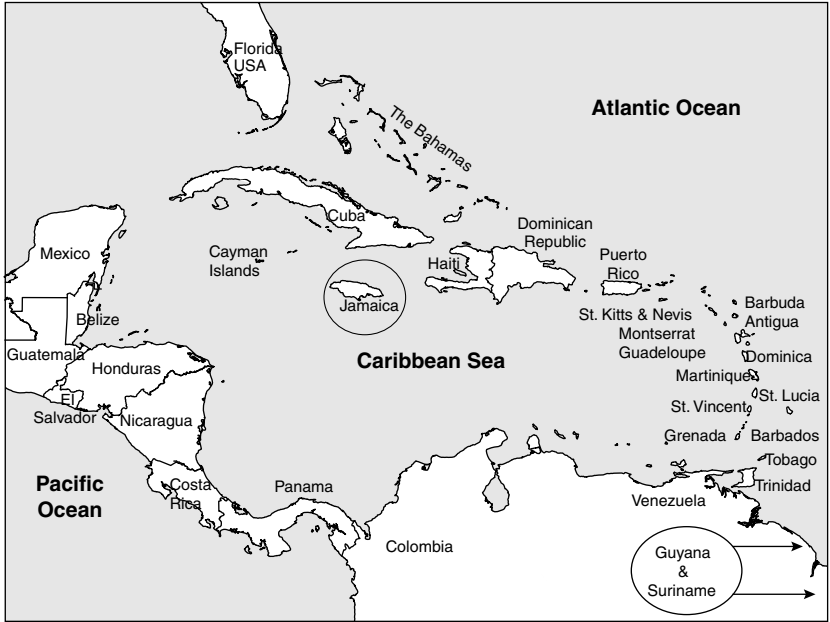 Florida
USA
Atlantic Ocean
The Bahamas
Cuba
Mexico
Cayman
Islands
Dominican
Republic
Haiti
Puerto
Rico
Jamaica
Belize
St. Kitts & Nevis
Montserrat
Guadeloupe
Barbuda
Antigua
Guatemala
Honduras
Caribbean Sea
Dominica
Martinique
El
Salvador
Nicaragua
St. Lucia
St. Vincent
Grenada
Barbados
Tobago
Trinidad
Pacific
Ocean
Costa
Rica
Panama
Venezuela
Colombia
Guyana
&
Suriname